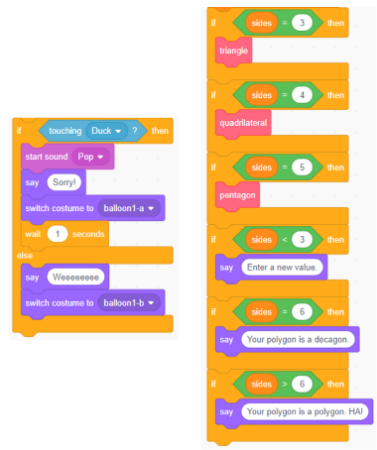 if touching Duck ? then
start sound Pop
say Sorry!
switch costume to balloon1-a
wait 1 seconds
else
say Weeeeeeee
switch costume to balloon1-b
if sides = 3 then
triangle
if sides = 4 then
quadrilateral
if sides = 5 then
pentagon
if sides < 3 then
say Enter a new value.
if sides = 6 then
say Your polygon is a decagon.
if sides > 6 then
say Your polygon is a polygon. HA!